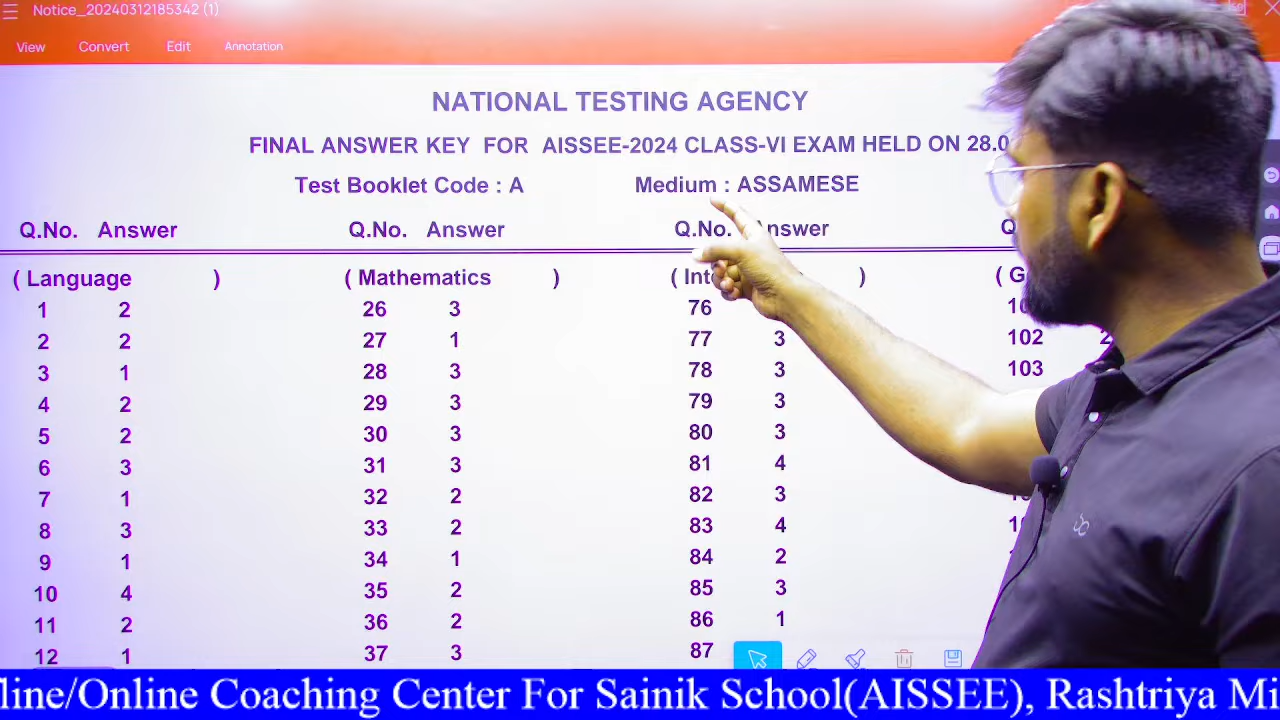 Notice_20240312185342 (1)
View Convert Edit Annotation
NATIONAL TESTING AGENCY
FINAL ANSWER KEY FOR AISSEE-2024 CLASS-VI EXAM HELD ON 28.0
Test Booklet Code : A Medium : ASSAMESE
Q.No. Answer Q.No. Answer Q.No. Answer
( Language ) ( Mathematics ) ( Inte )
1 2 26 3 76
2 2 27 1 77 3 102 2
3 1 28 3 78 3 103
4 2 29 3 79 3
5 2 30 3 80 3
6 3 31 3 81 4
7 1 32 2 82 3
8 3 33 2 83 4
9 1 34 1 84 2
10 4 35 2 85 3
11 2 36 2 86 1
12 1 37 3 87
fline/Online Coaching Center For Sainik School(AISSEE), Rashtriya Mi